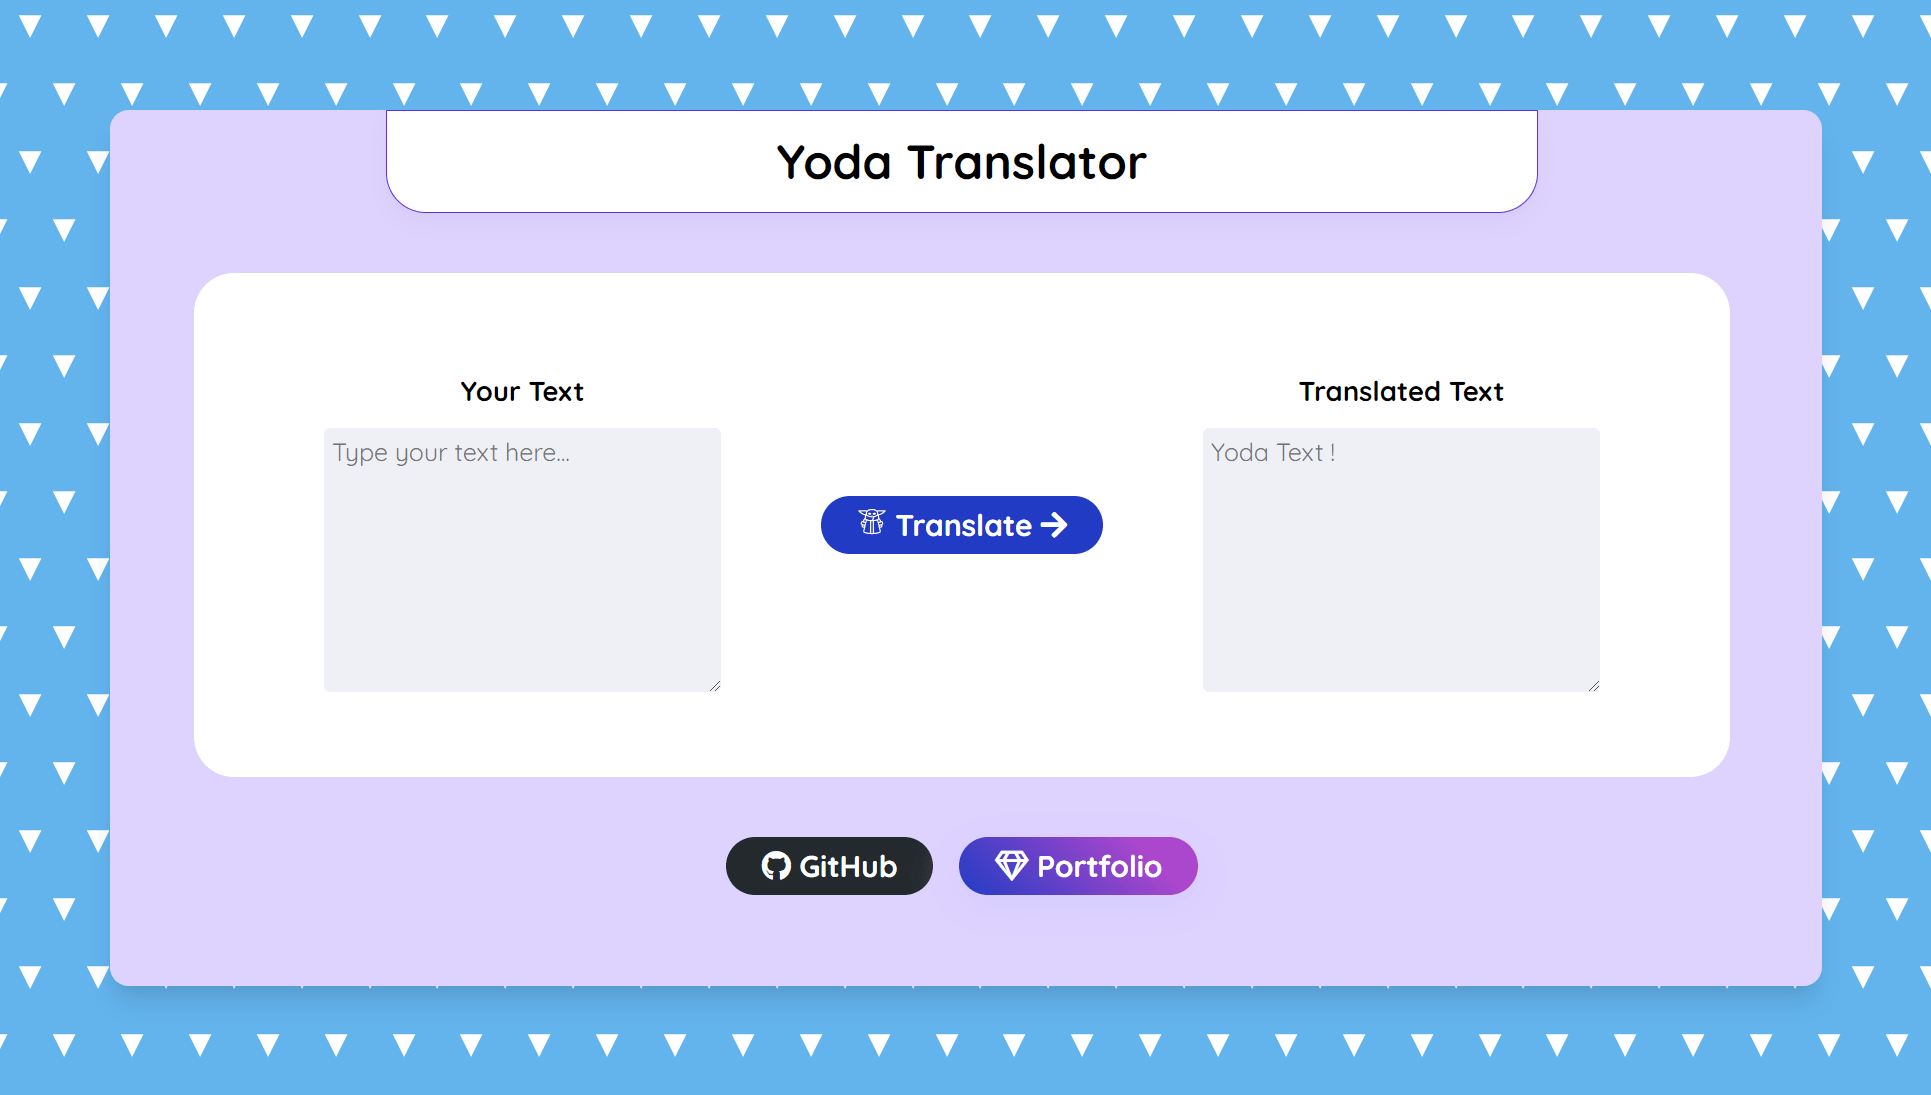 Yoda Translator
Your Text
Translated Text
Type your text here...
Yoda Text !
Translate
GitHub
Portfolio